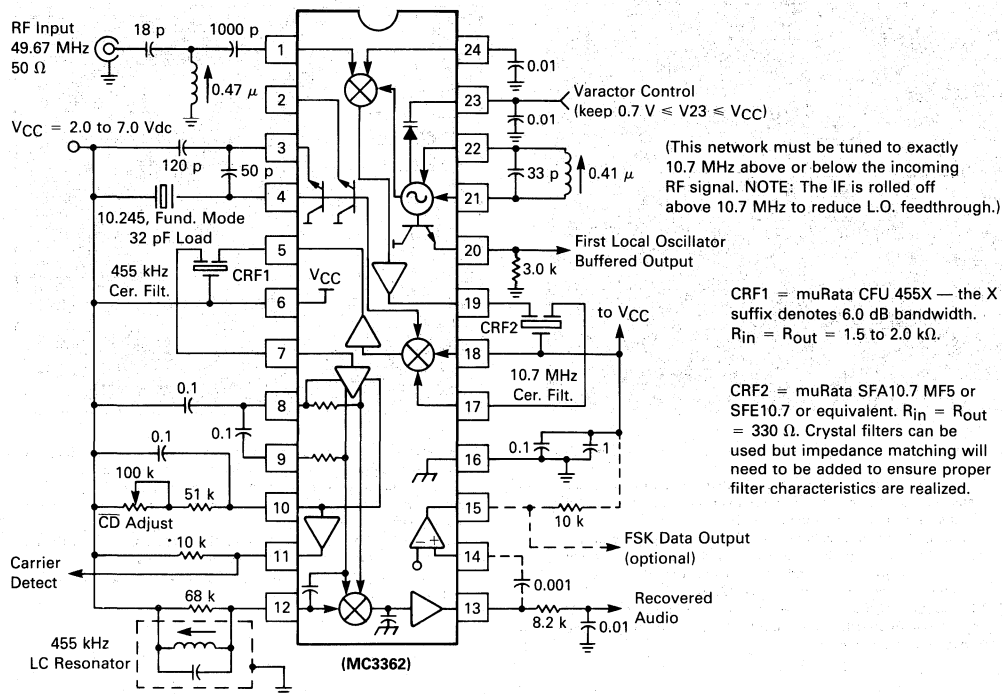 RF Input
49.67 MHz
50 Ω
18 p
1000 p
0.47 µ
VCC = 2.0 to 7.0 Vdc
120 p
50 p
10.245, Fund. Mode
32 pF Load
455 kHz
Cer. Filt.
CRF1
VCC
0.1
0.1
0.1
100 k
51 k
CD Adjust
10 k
Carrier
Detect
68 k
455 kHz
LC Resonator
1
2
3
4
5
6
7
8
9
10
11
12
(MC3362)
24
23
22
21
20
19
18
17
16
15
14
13
− +
0.01
Varactor Control
(keep 0.7 V ≤ V23 ≤ VCC)
0.01
33 p
0.41 µ
(This network must be tuned to exactly
10.7 MHz above or below the incoming
RF signal. NOTE: The IF is rolled off
above 10.7 MHz to reduce L.O. feedthrough.)
First Local Oscillator
Buffered Output
3.0 k
CRF2
to VCC
10.7 MHz
Cer. Filt.
0.1
1
10 k
FSK Data Output
(optional)
0.001
8.2 k
0.01
Recovered
Audio
CRF1 = muRata CFU 455X — the X
suffix denotes 6.0 dB bandwidth.
Rin = Rout = 1.5 to 2.0 kΩ.
CRF2 = muRata SFA10.7 MF5 or
SFE10.7 or equivalent. Rin = Rout
= 330 Ω. Crystal filters can be
used but impedance matching will
need to be added to ensure proper
filter characteristics are realized.